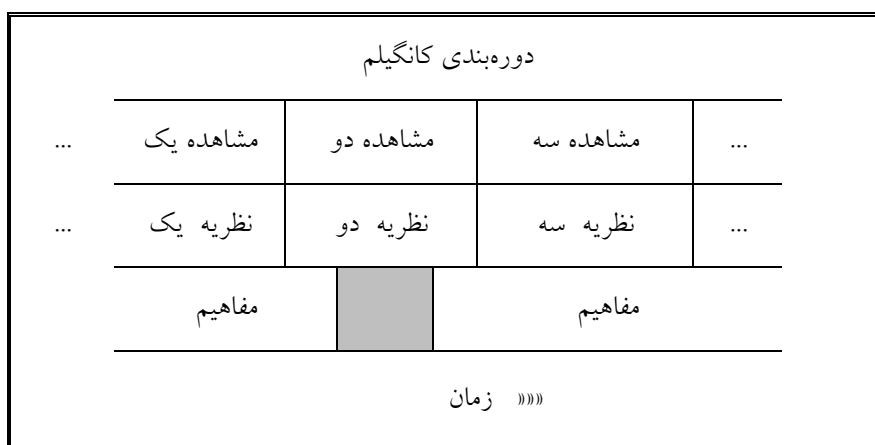 دوره‌بندی کانگیلم
... مشاهده یک مشاهده دو مشاهده سه ...
... نظریه یک نظریه دو نظریه سه ...
مفاهیم مفاهیم
««« زمان